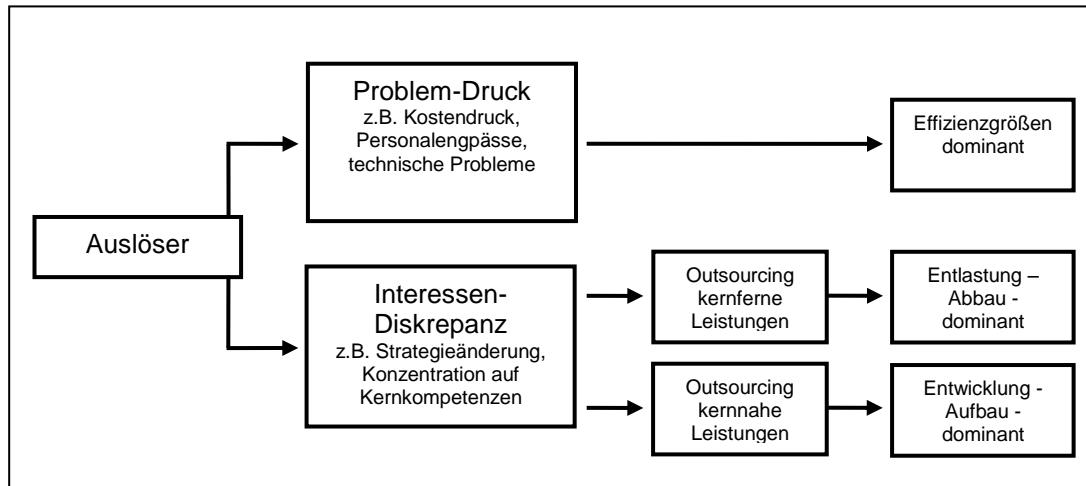 Problem-Druck
z.B. Kostendruck,
Personalengpässe,
technische Probleme
Effizienzgrößen
dominant
Auslöser
Interessen-
Diskrepanz
z.B. Strategieänderung,
Konzentration auf
Kernkompetenzen
Outsourcing
kernferne
Leistungen
Entlastung –
Abbau -
dominant
Outsourcing
kernnahe
Leistungen
Entwicklung -
Aufbau -
dominant